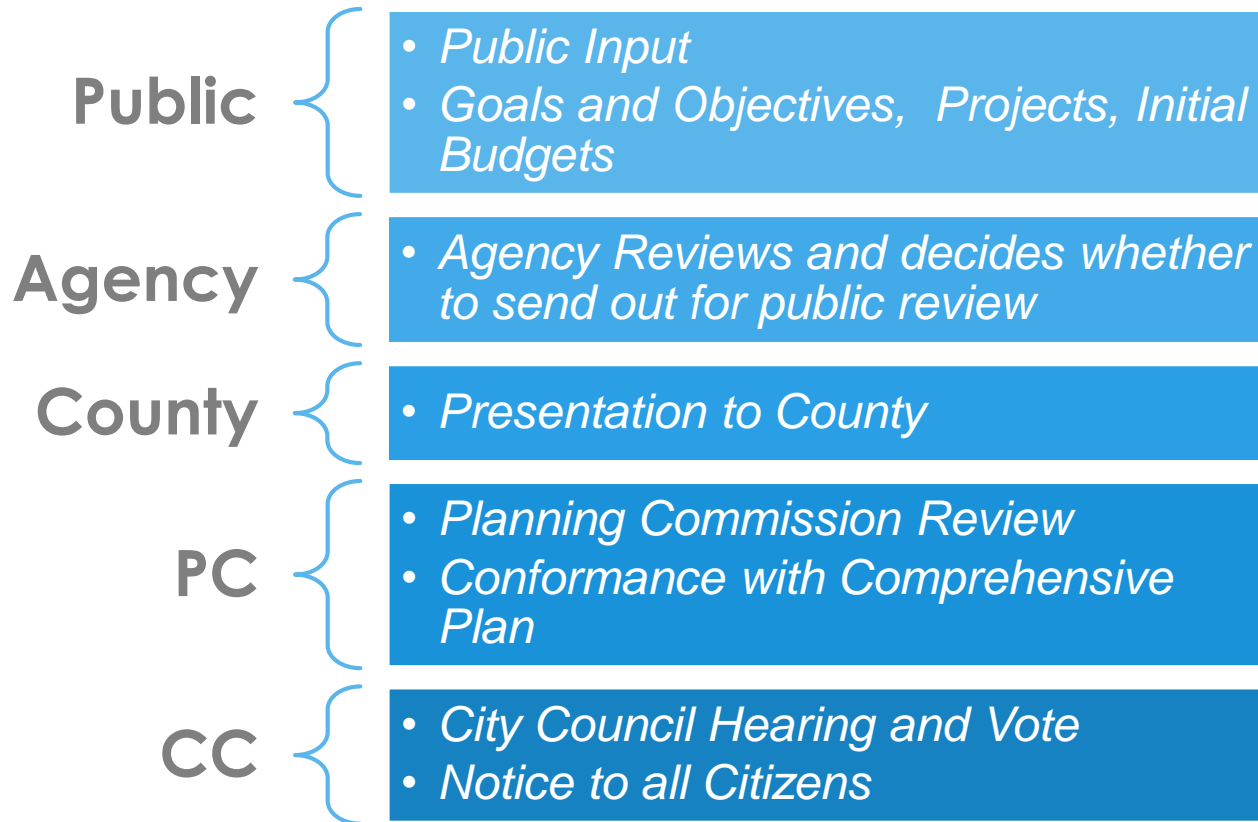 Public
• Public Input
• Goals and Objectives, Projects, Initial
Budgets
Agency
• Agency Reviews and decides whether
to send out for public review
County
• Presentation to County
PC
• Planning Commission Review
• Conformance with Comprehensive
Plan
CC
• City Council Hearing and Vote
• Notice to all Citizens